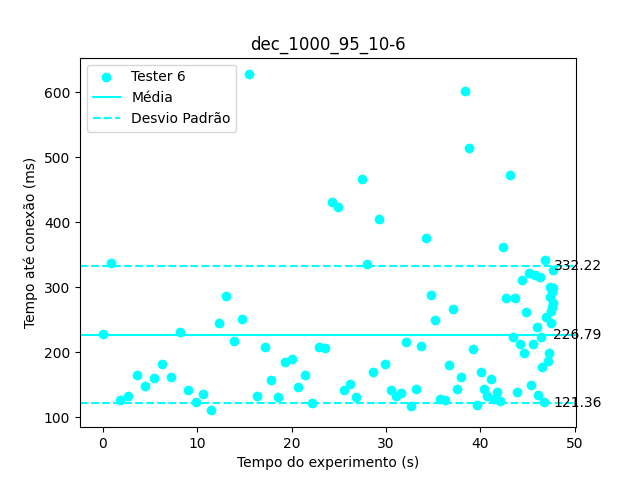 dec_1000_95_10-6
Tester 6
Média
Desvio Padrão
Tempo até conexão (ms)
600
500
400
300
200
100
332.22
226.79
121.36
0 10 20 30 40 50
Tempo do experimento (s)